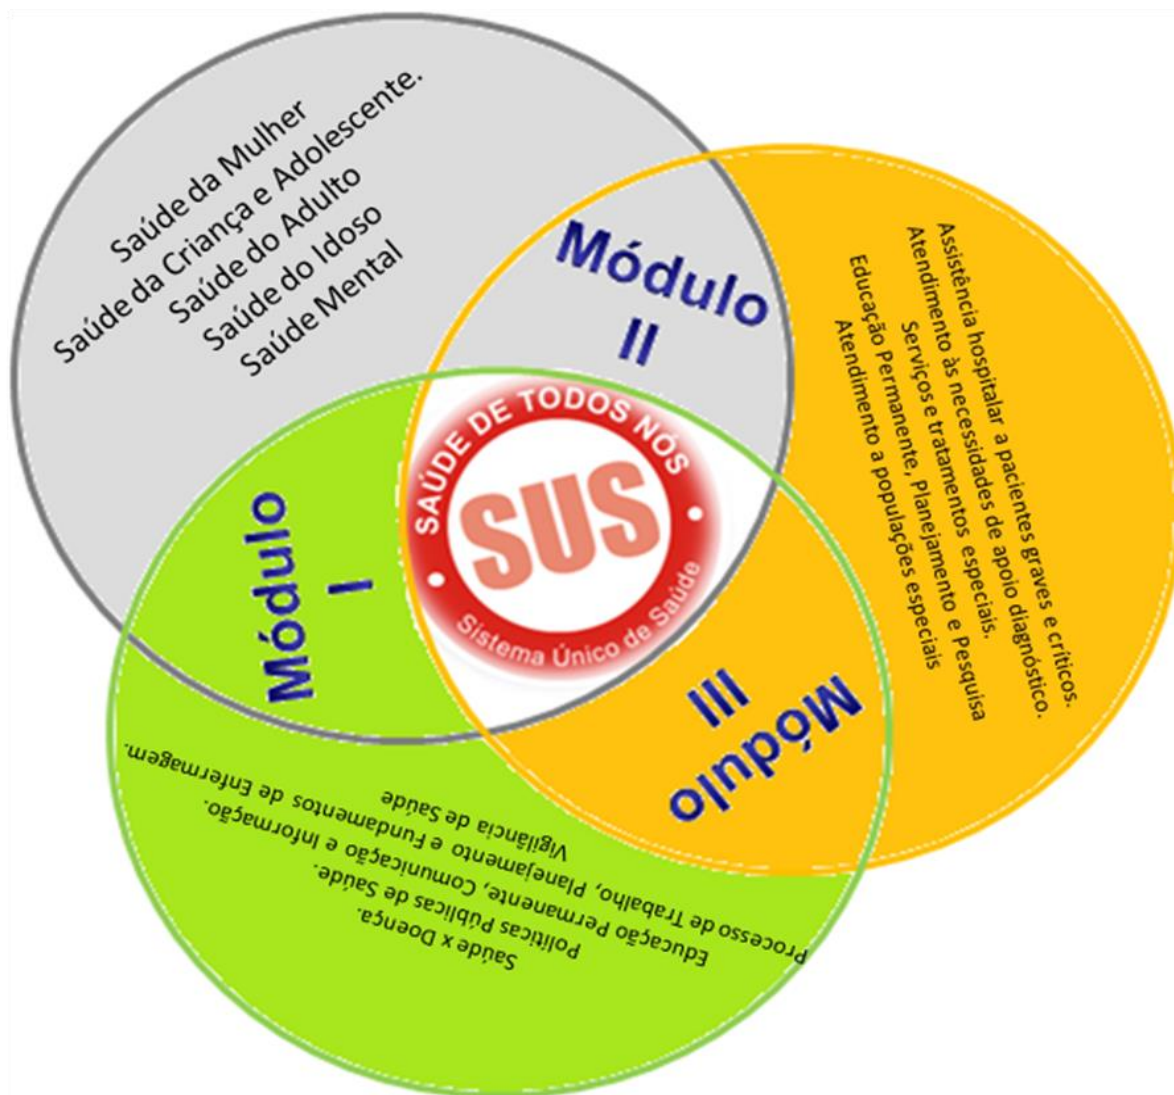 Saúde da Mulher
Saúde da Criança e Adolescente.
Saúde do Adulto
Saúde do Idoso
Saúde Mental
Módulo
II
Assistência hospitalar a pacientes graves e críticos.
Atendimento às necessidades de apoio diagnóstico.
Serviços e tratamentos especiais.
Educação Permanente, Planejamento e Pesquisa
Atendimento a populações especiais
SAÚDE DE TODOS NÓS
SUS
Sistema Único de Saúde
Módulo
I
Módulo
III
Saúde x Doença.
Políticas Públicas de Saúde.
Educação Permanente, Comunicação e Informação.
Processo de Trabalho, Planejamento e Fundamentos de Enfermagem.
Vigilância de Saúde